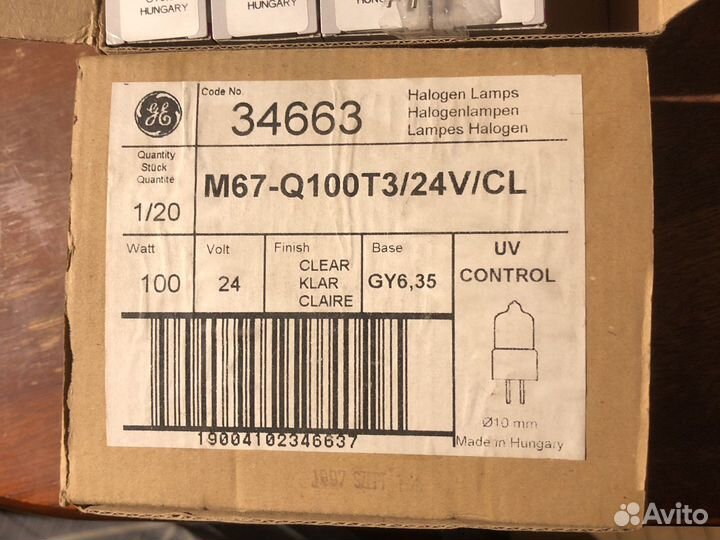 HUNGARY
HUNGARY
HUNGARY
GE
Code No.
34663
Halogen Lamps
Halogenlampen
Lampes Halogen
Quantity
Stück
Quantité
1/20
M67-Q100T3/24V/CL
Watt
100
Volt
24
Finish
CLEAR
KLAR
CLAIRE
Base
GY6,35
UV
CONTROL
19004102346637
Ø10 mm
Made in Hungary
Avito